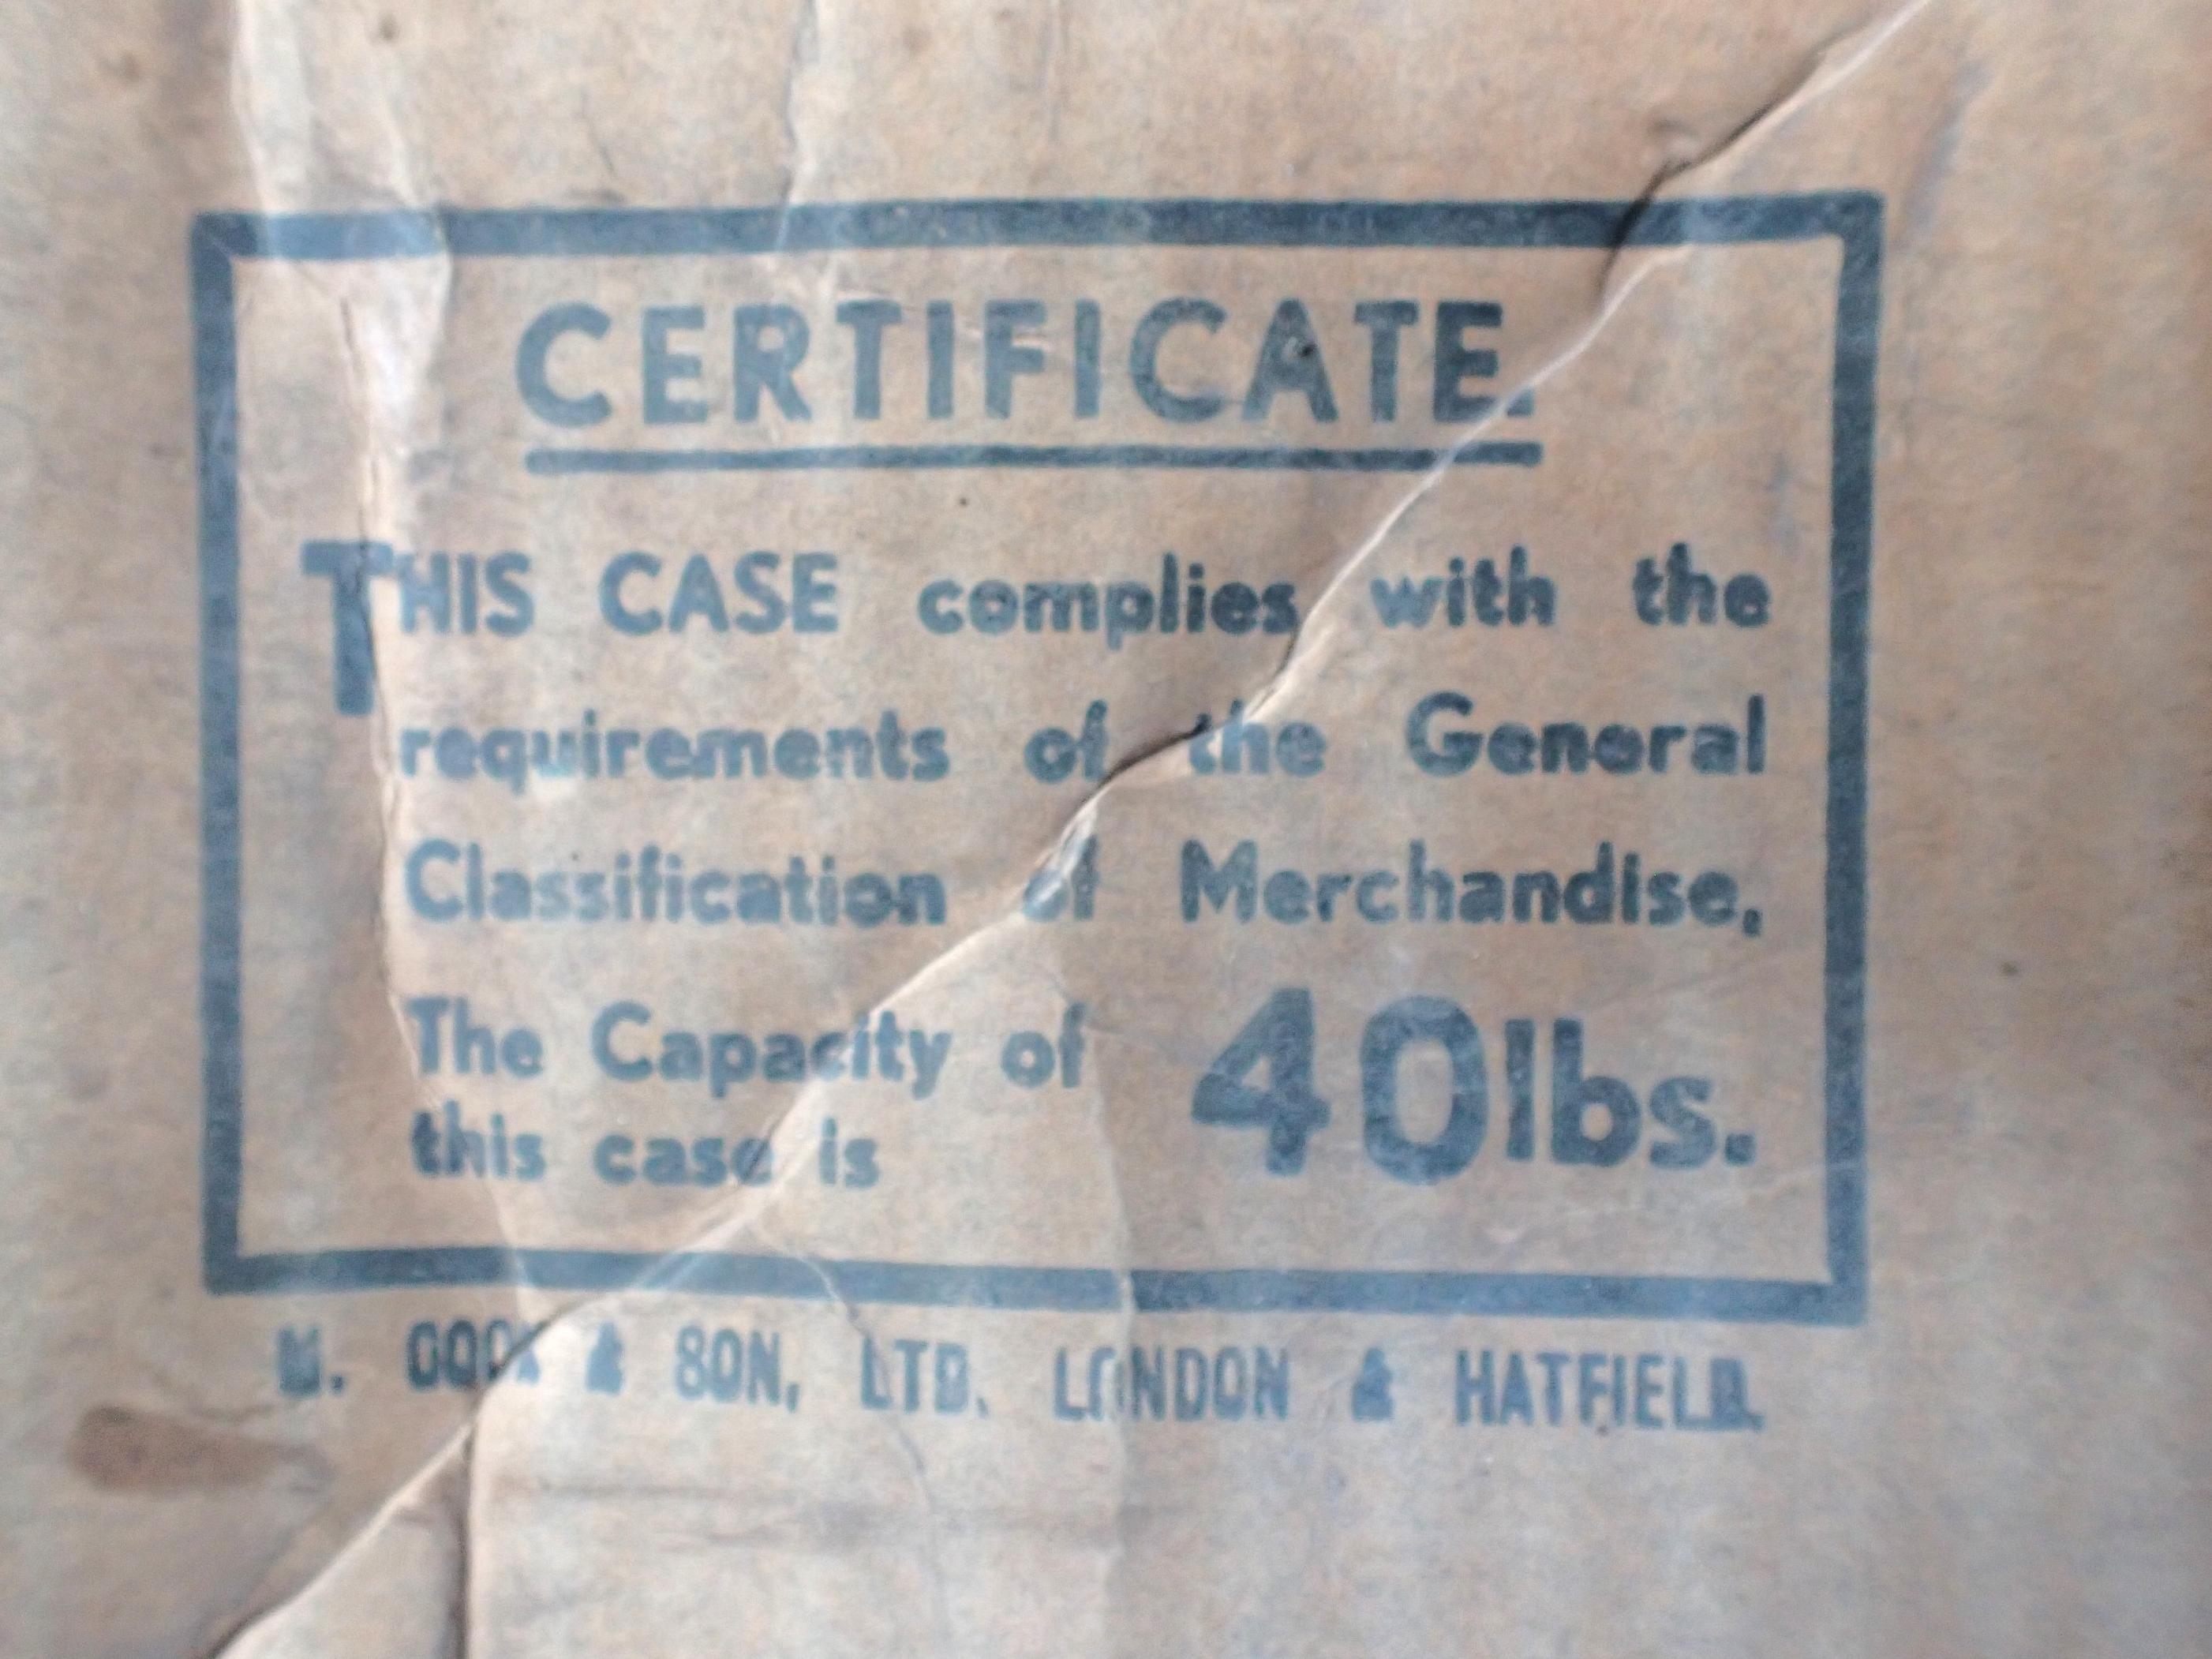 CERTIFICATE.
THIS CASE complies with the
requirements of the General
Classification of Merchandise,
The Capacity of
this case is 40lbs.
COOK & SON, LTD. LONDON & HATFIELD.